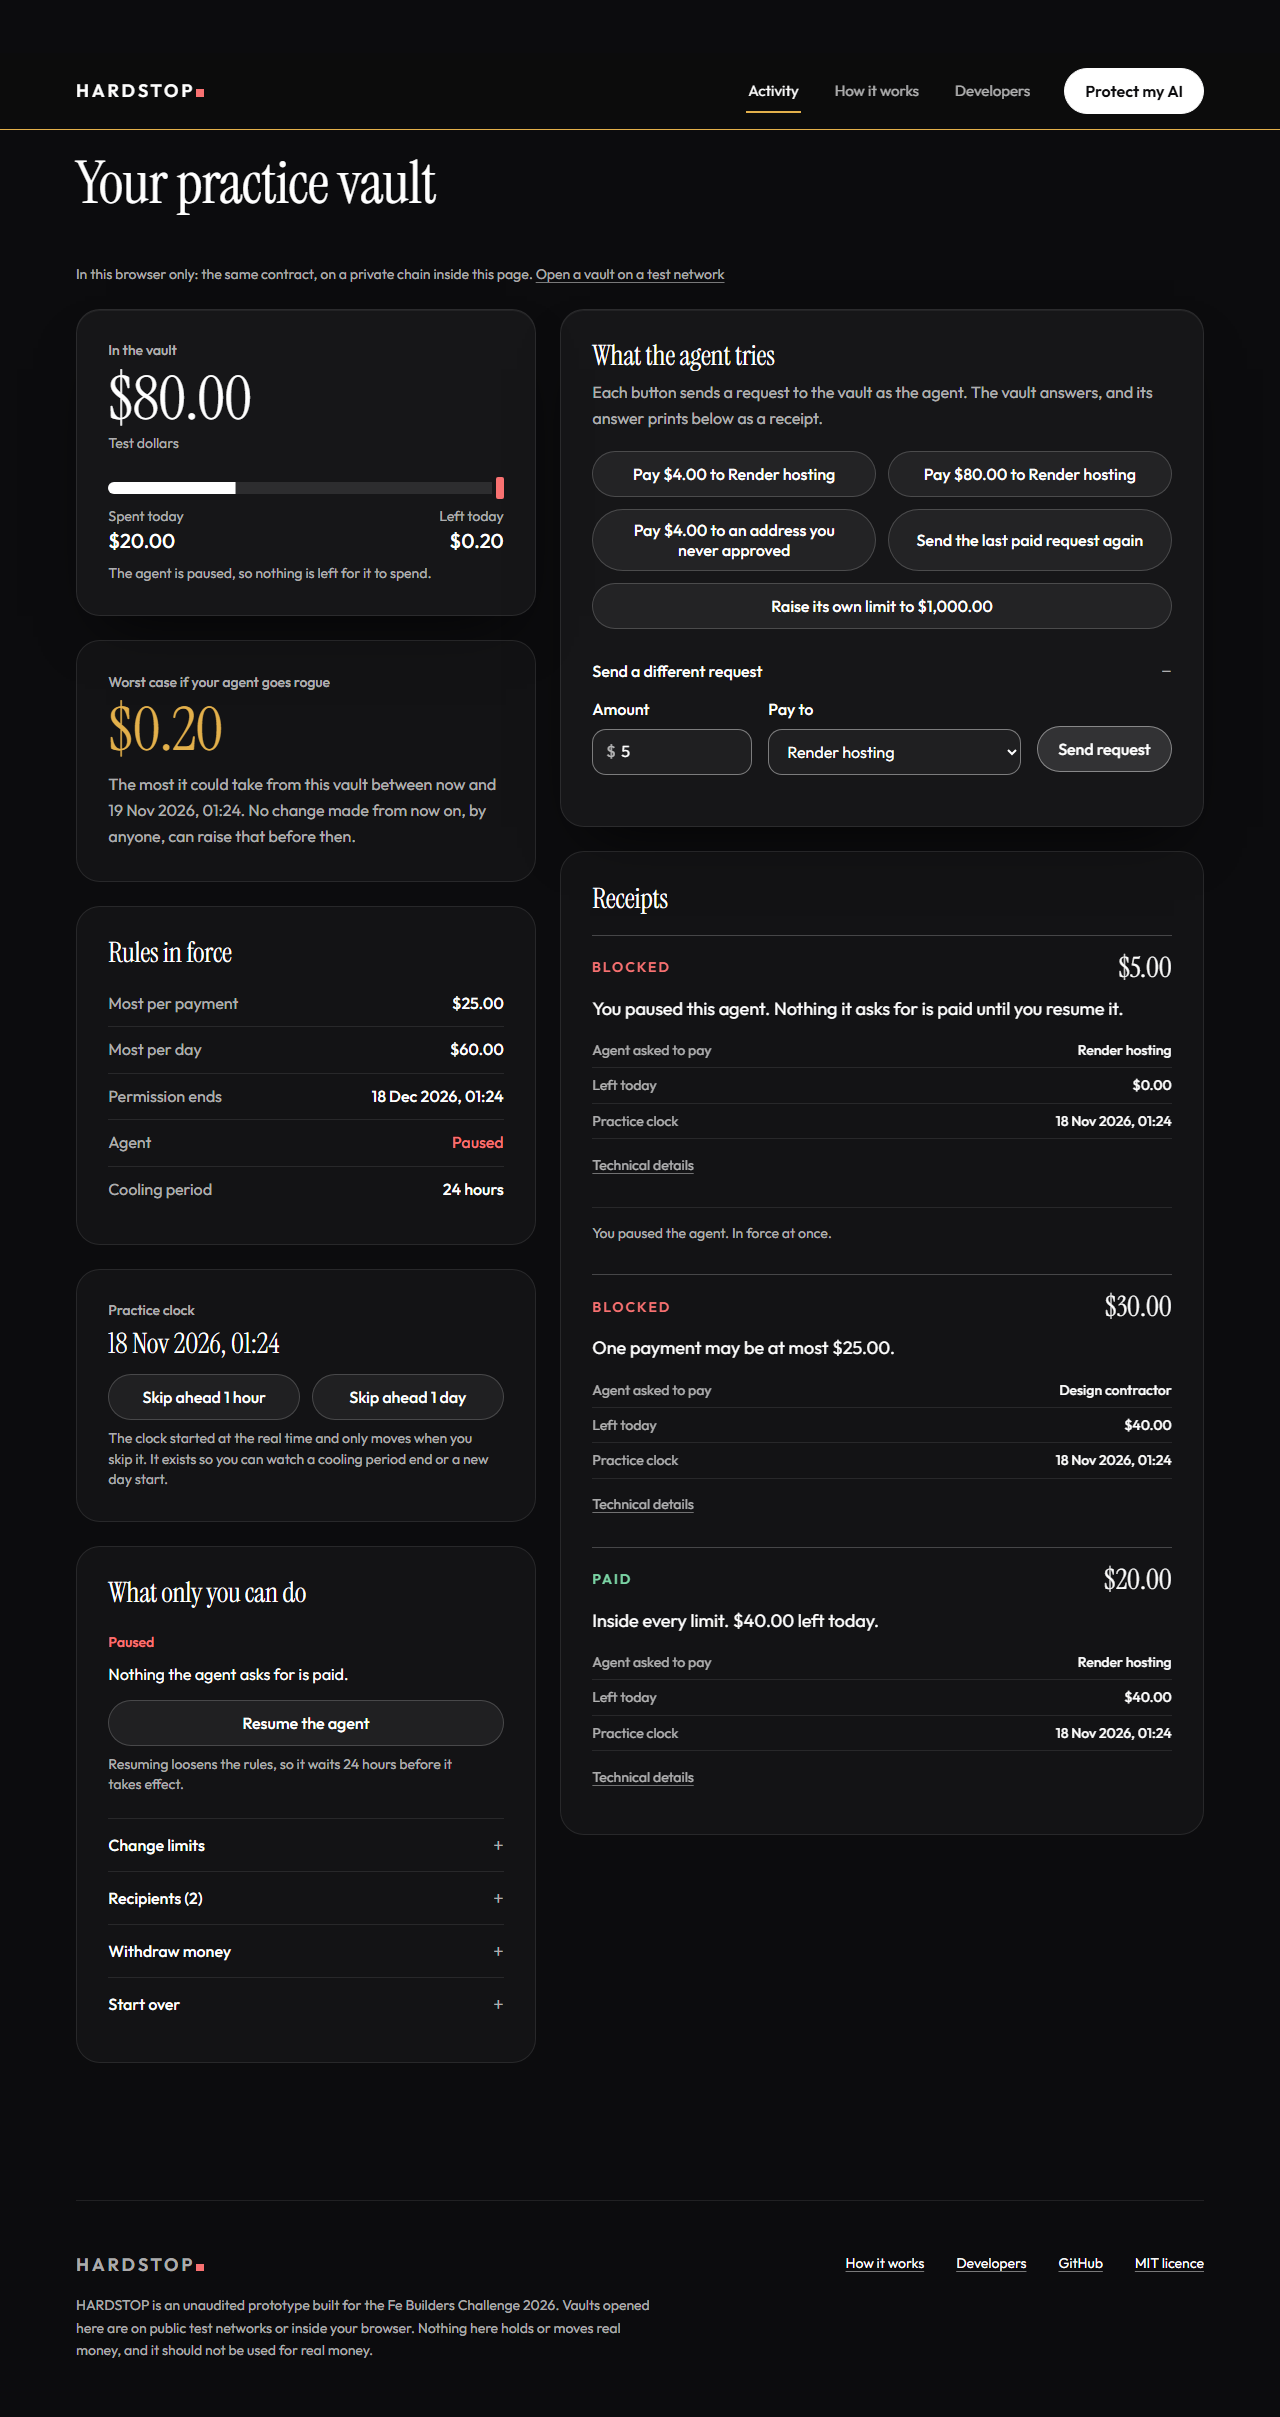 HARDSTOP
Activity
How it works
Developers
Protect my AI
Your practice vault
In this browser only: the same contract, on a private chain inside this page. Open a vault on a test network
In the vault
$80.00
Test dollars
Spent today
Left today
$20.00
$0.20
The agent is paused, so nothing is left for it to spend.
Worst case if your agent goes rogue
$0.20
The most it could take from this vault between now and
19 Nov 2026, 01:24. No change made from now on, by
anyone, can raise that before then.
Rules in force
Most per payment
$25.00
Most per day
$60.00
Permission ends
18 Dec 2026, 01:24
Agent
Paused
Cooling period
24 hours
Practice clock
18 Nov 2026, 01:24
Skip ahead 1 hour
Skip ahead 1 day
The clock started at the real time and only moves when you
skip it. It exists so you can watch a cooling period end or a new
day start.
What only you can do
Paused
Nothing the agent asks for is paid.
Resume the agent
Resuming loosens the rules, so it waits 24 hours before it
takes effect.
Change limits +
Recipients (2) +
Withdraw money +
Start over +
What the agent tries
Each button sends a request to the vault as the agent. The vault answers, and its
answer prints below as a receipt.
Pay $4.00 to Render hosting
Pay $80.00 to Render hosting
Pay $4.00 to an address you
never approved
Send the last paid request again
Raise its own limit to $1,000.00
Send a different request −
Amount
Pay to
$ 5
Render hosting
Send request
Receipts
BLOCKED
$5.00
You paused this agent. Nothing it asks for is paid until you resume it.
Agent asked to pay
Render hosting
Left today
$0.00
Practice clock
18 Nov 2026, 01:24
Technical details
You paused the agent. In force at once.
BLOCKED
$30.00
One payment may be at most $25.00.
Agent asked to pay
Design contractor
Left today
$40.00
Practice clock
18 Nov 2026, 01:24
Technical details
PAID
$20.00
Inside every limit. $40.00 left today.
Agent asked to pay
Render hosting
Left today
$40.00
Practice clock
18 Nov 2026, 01:24
Technical details
HARDSTOP
How it works
Developers
GitHub
MIT licence
HARDSTOP is an unaudited prototype built for the Fe Builders Challenge 2026. Vaults opened
here are on public test networks or inside your browser. Nothing here holds or moves real
money, and it should not be used for real money.